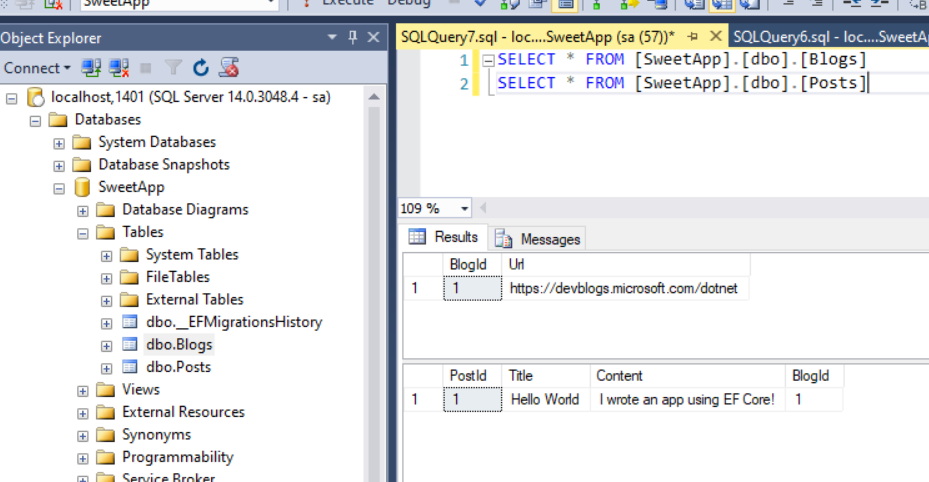 SweetApp
Execute Debug
Object Explorer
Connect
localhost,1401 (SQL Server 14.0.3048.4 - sa)
Databases
System Databases
Database Snapshots
SweetApp
Database Diagrams
Tables
System Tables
FileTables
External Tables
dbo.__EFMigrationsHistory
dbo.Blogs
dbo.Posts
Views
External Resources
Synonyms
Programmability
Service Broker
SQLQuery7.sql - loc....SweetApp (sa (57))* SQLQuery6.sql - loc....SweetAp
1 SELECT * FROM [SweetApp].[dbo].[Blogs]
2 SELECT * FROM [SweetApp].[dbo].[Posts]
109 %
Results Messages
BlogId Url
1 1 https://devblogs.microsoft.com/dotnet
PostId Title Content BlogId
1 1 Hello World I wrote an app using EF Core! 1